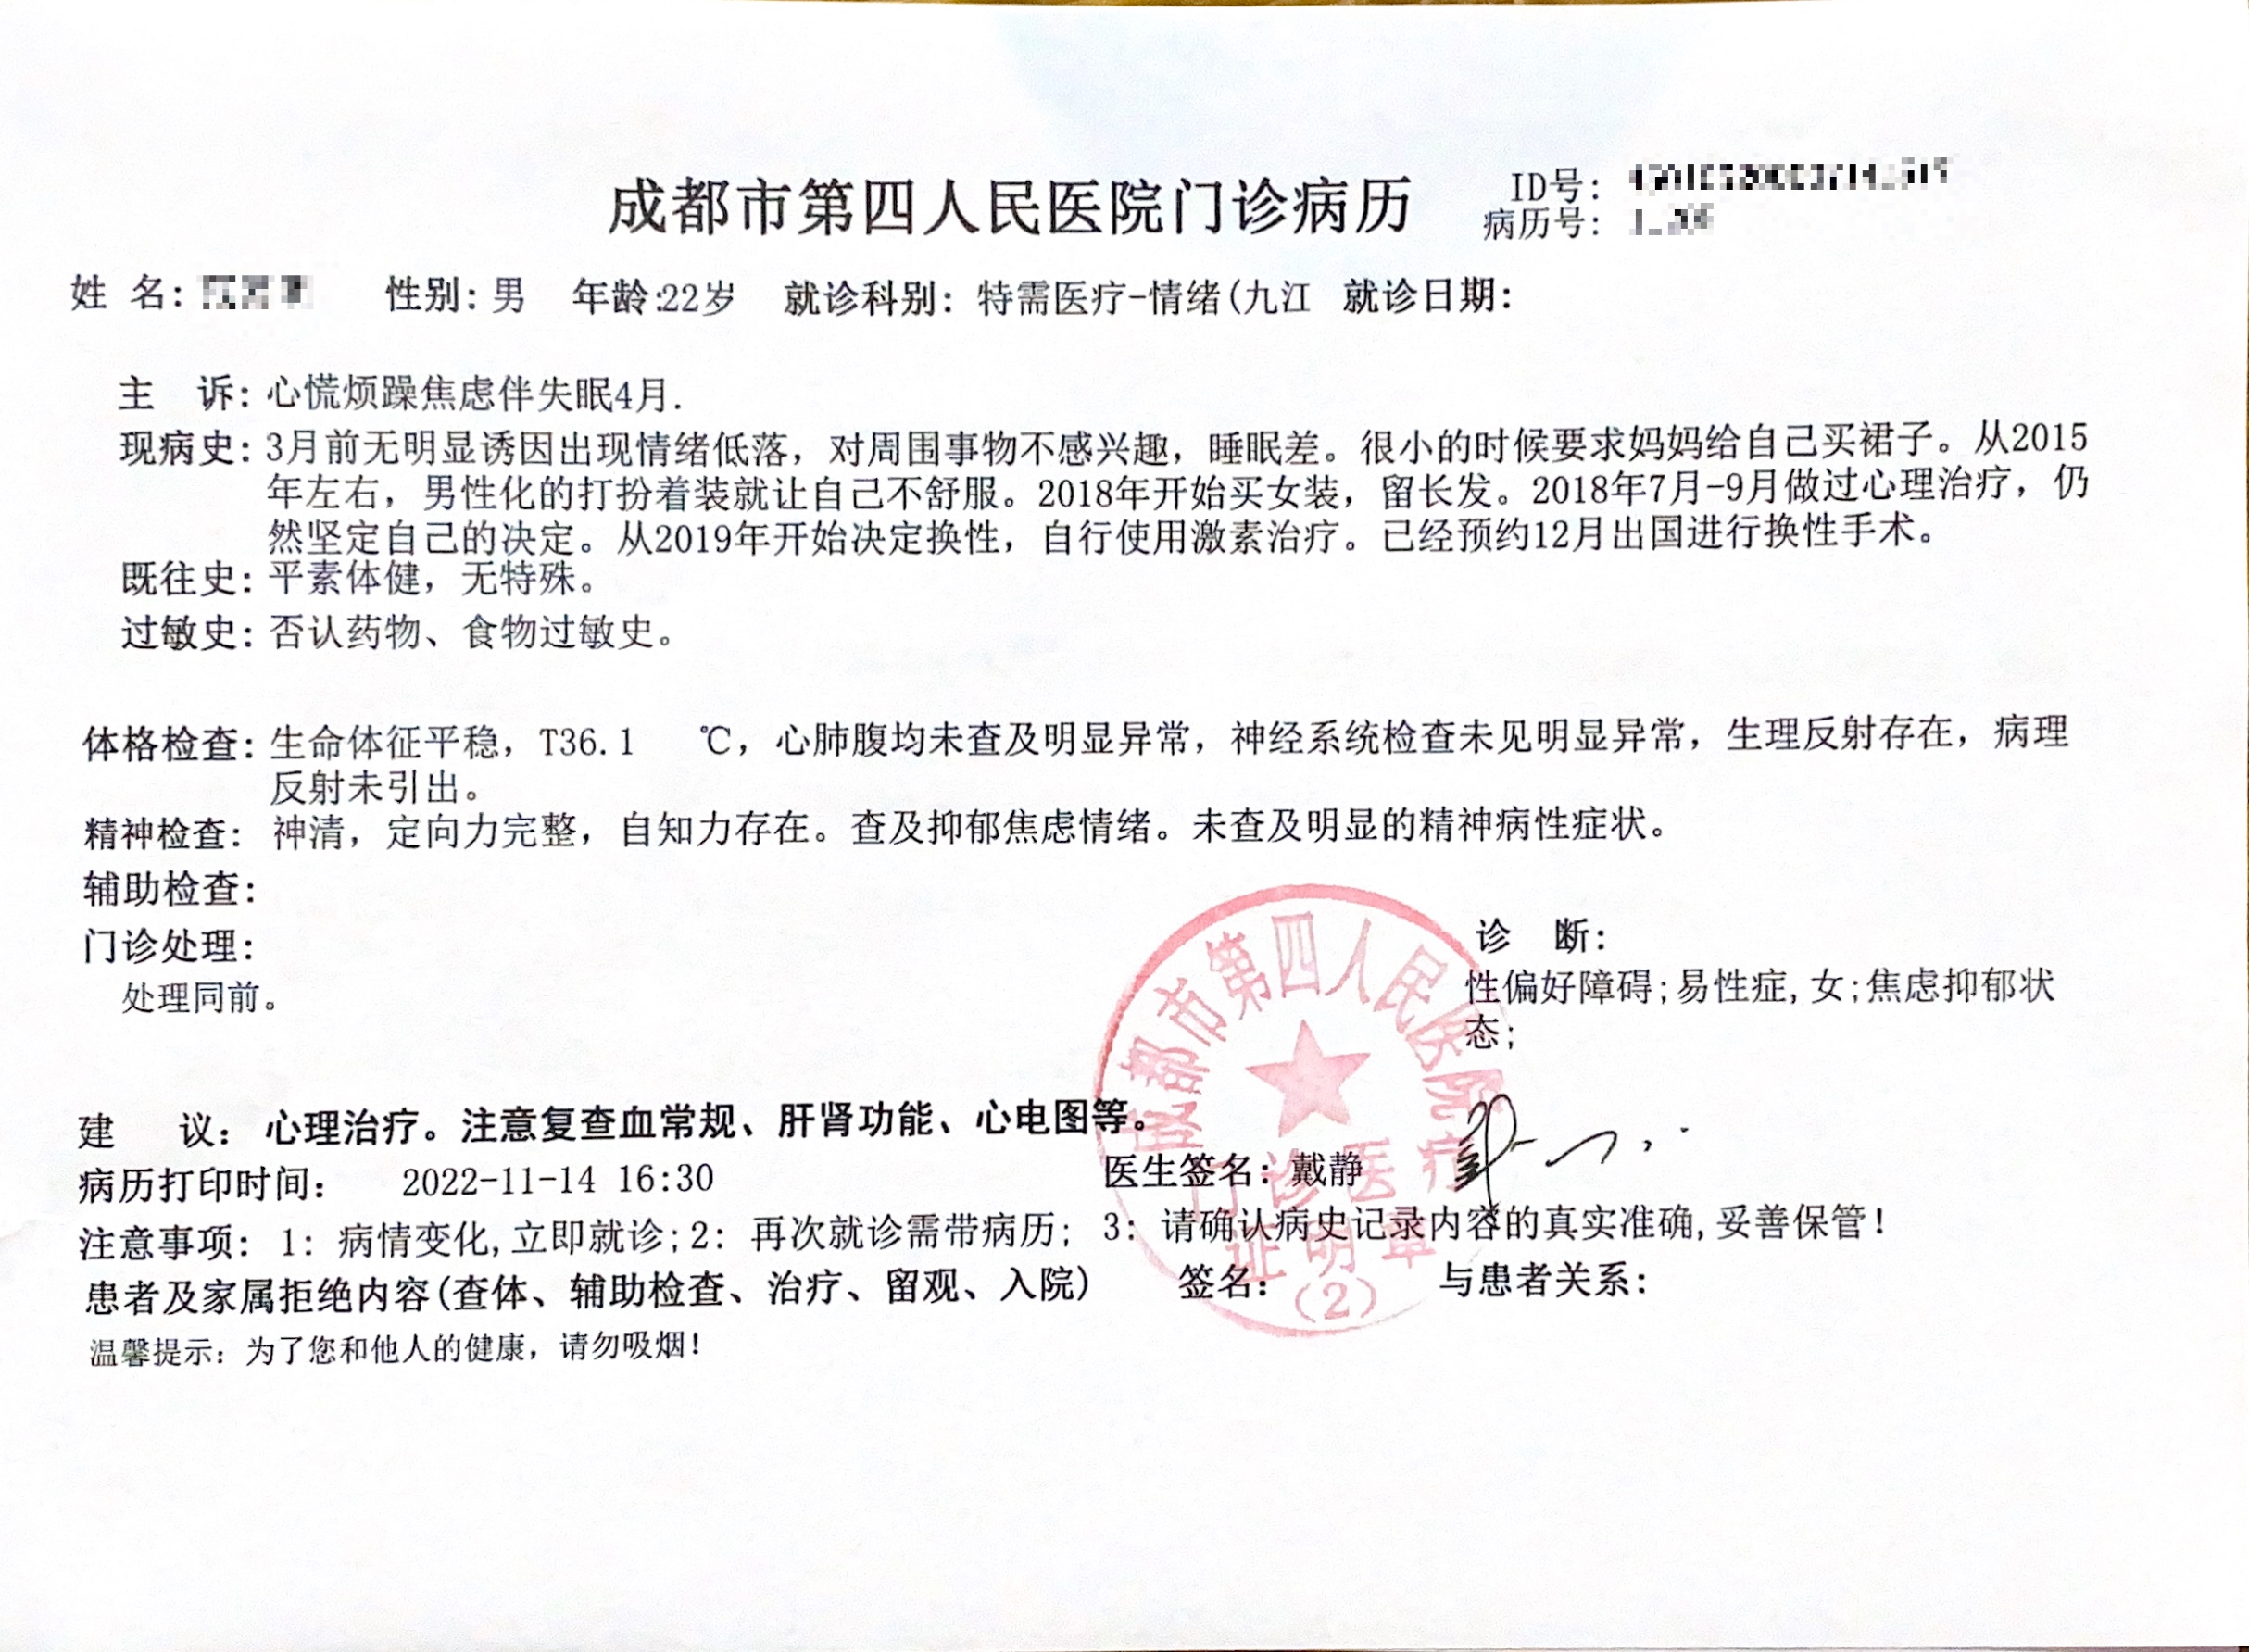 成都市第四人民医院门诊病历
ID号:
病历号:
姓 名: 性别: 男 年龄:22岁 就诊科别: 特需医疗-情绪(九江 就诊日期:
主 诉: 心慌烦躁焦虑伴失眠4月.
现病史: 3月前无明显诱因出现情绪低落，对周围事物不感兴趣，睡眠差。很小的时候要求妈妈给自己买裙子。从2015
年左右，男性化的打扮着装就让自己不舒服。2018年开始买女装，留长发。2018年7月-9月做过心理治疗，仍
然坚定自己的决定。从2019年开始决定换性，自行使用激素治疗。已经预约12月出国进行换性手术。
既往史: 平素体健，无特殊。
过敏史: 否认药物、食物过敏史。
体格检查: 生命体征平稳，T36.1 ℃，心肺腹均未查及明显异常，神经系统检查未见明显异常，生理反射存在，病理
反射未引出。
精神检查: 神清，定向力完整，自知力存在。查及抑郁焦虑情绪。未查及明显的精神病性症状。
辅助检查:
门诊处理:
处理同前。
诊 断:
性偏好障碍;易性症,女;焦虑抑郁状
态;
建 议: 心理治疗。注意复查血常规、肝肾功能、心电图等。
病历打印时间: 2022-11-14 16:30 医生签名: 戴静
注意事项: 1: 病情变化,立即就诊;2: 再次就诊需带病历; 3: 请确认病史记录内容的真实准确,妥善保管!
患者及家属拒绝内容(查体、辅助检查、治疗、留观、入院) 签名: 与患者关系:
温馨提示: 为了您和他人的健康，请勿吸烟!
成都市第四人民医院
门诊医疗
证明章
(2)